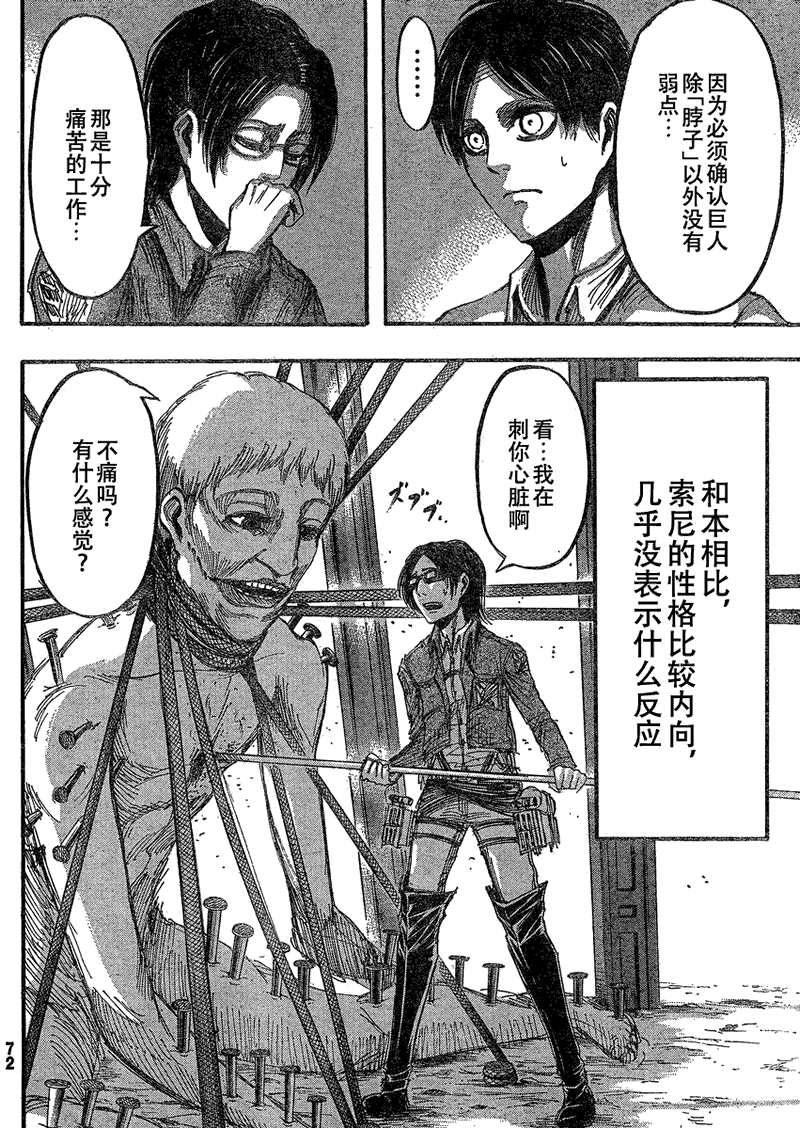 因为必须确认巨人
除「脖子」以外没有
弱点…
……
那是十分
痛苦的工作…
和本相比,
索尼的性格比较内向,
几乎没表示什么反应
看…我在
刺你心脏啊
ズブブ..
不痛吗？
有什么感觉？
72